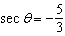 sec θ = −5/3